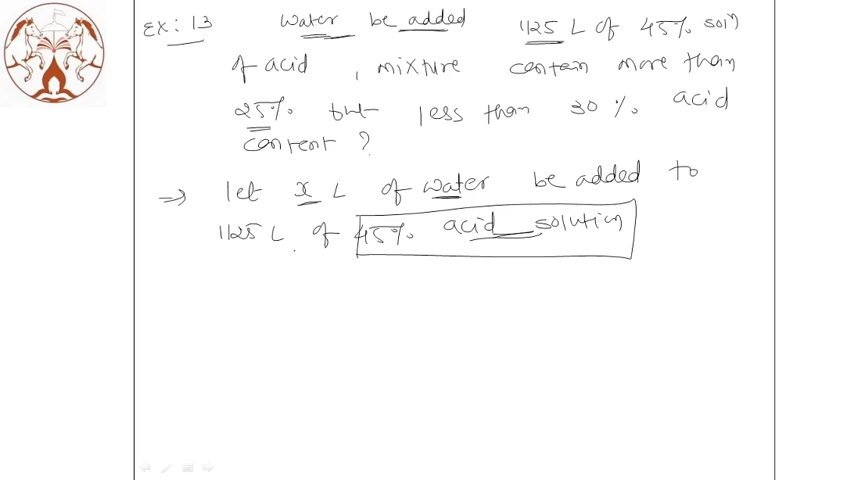 Ex: 13 Water be added 1125 L of 45% solⁿ
of acid, mixture contain more than
25% but less than 30% acid
content?
⇒ let x L of water be added to
1125 L of 45% acid solution